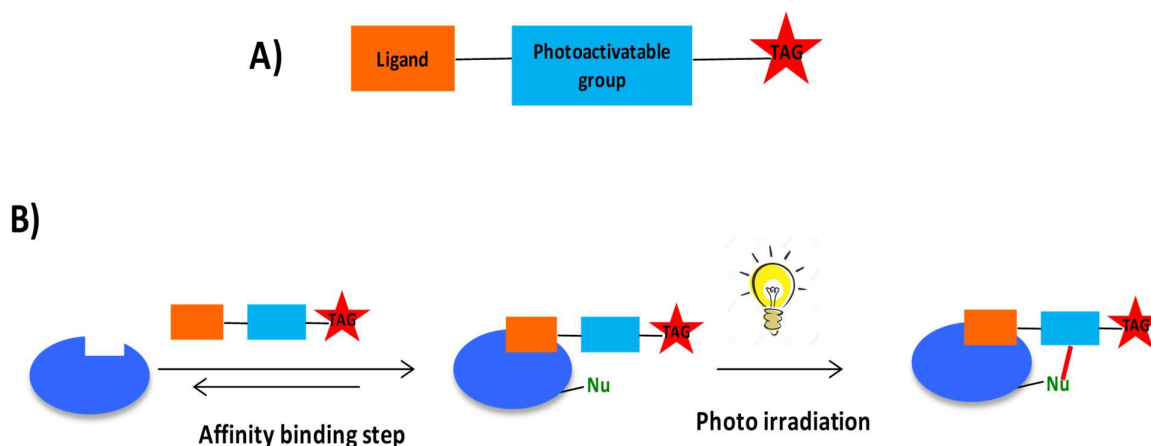 A)
Ligand
Photoactivatable
group
TAG
B)
TAG
Affinity binding step
TAG
Nu
Photo irradiation
TAG
Nu